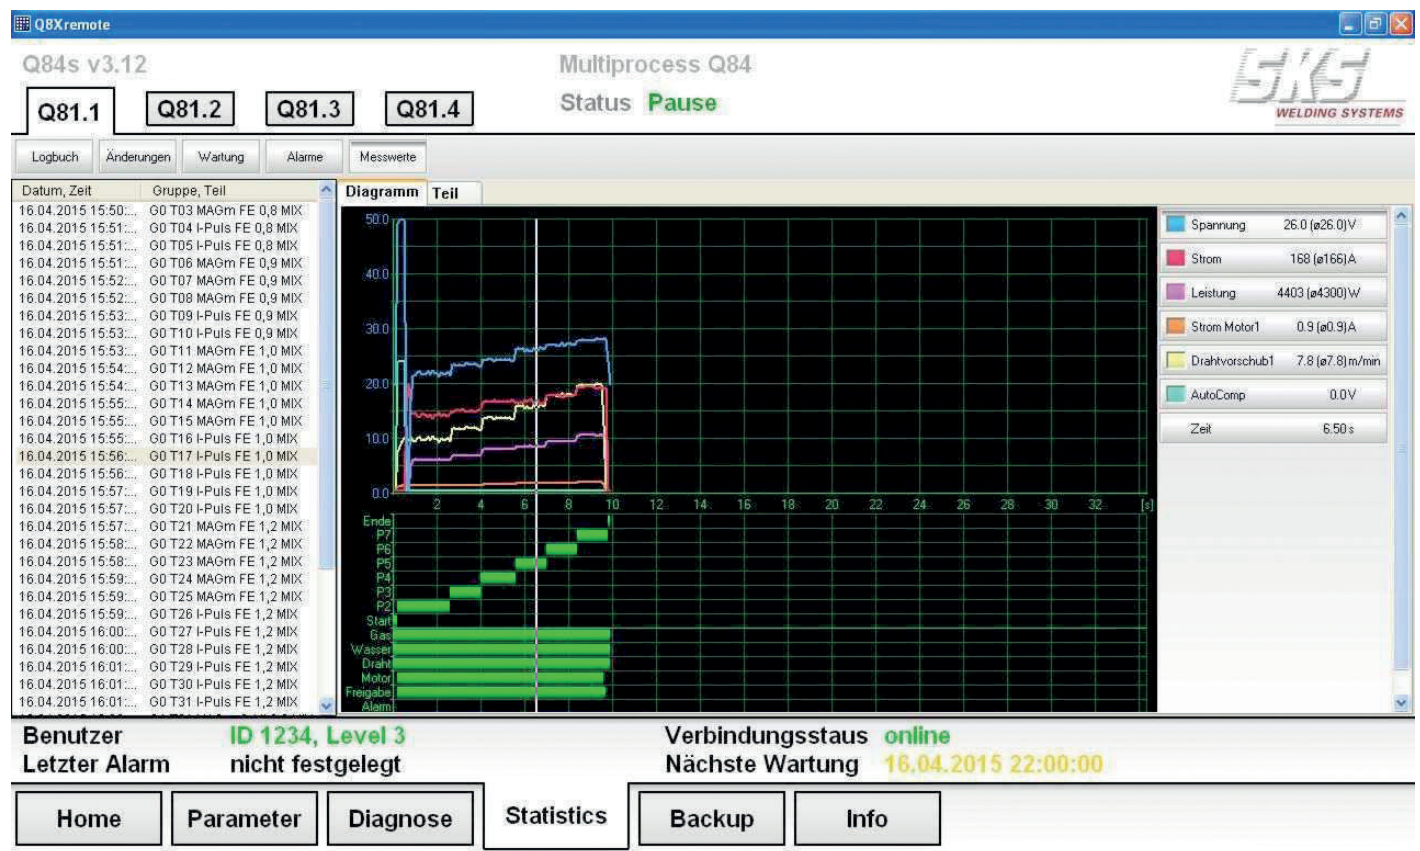 Q8Xremote
Q84s v3.12
Multiprocess Q84
Status Pause
SKS
WELDING SYSTEMS
Q81.1 Q81.2 Q81.3 Q81.4
Logbuch Änderungen Wartung Alarme Messwerte
Datum, Zeit Gruppe, Teil
16.04.2015 15:50:... G0 T03 MAGm FE 0,8 MIX
16.04.2015 15:51:... G0 T04 I-Puls FE 0,8 MIX
16.04.2015 15:51:... G0 T05 I-Puls FE 0,8 MIX
16.04.2015 15:51:... G0 T06 MAGm FE 0,9 MIX
16.04.2015 15:52:... G0 T07 MAGm FE 0,9 MIX
16.04.2015 15:52:... G0 T08 MAGm FE 0,9 MIX
16.04.2015 15:53:... G0 T09 I-Puls FE 0,9 MIX
16.04.2015 15:53:... G0 T10 I-Puls FE 0,9 MIX
16.04.2015 15:53:... G0 T11 MAGm FE 1,0 MIX
16.04.2015 15:54:... G0 T12 MAGm FE 1,0 MIX
16.04.2015 15:54:... G0 T13 MAGm FE 1,0 MIX
16.04.2015 15:55:... G0 T14 MAGm FE 1,0 MIX
16.04.2015 15:55:... G0 T15 MAGm FE 1,0 MIX
16.04.2015 15:55:... G0 T16 I-Puls FE 1,0 MIX
16.04.2015 15:56:... G0 T17 I-Puls FE 1,0 MIX
16.04.2015 15:56:... G0 T18 I-Puls FE 1,0 MIX
16.04.2015 15:57:... G0 T19 I-Puls FE 1,0 MIX
16.04.2015 15:57:... G0 T20 I-Puls FE 1,0 MIX
16.04.2015 15:57:... G0 T21 MAGm FE 1,2 MIX
16.04.2015 15:58:... G0 T22 MAGm FE 1,2 MIX
16.04.2015 15:58:... G0 T23 MAGm FE 1,2 MIX
16.04.2015 15:59:... G0 T24 MAGm FE 1,2 MIX
16.04.2015 15:59:... G0 T25 MAGm FE 1,2 MIX
16.04.2015 15:59:... G0 T26 I-Puls FE 1,2 MIX
16.04.2015 16:00:... G0 T27 I-Puls FE 1,2 MIX
16.04.2015 16:00:... G0 T28 I-Puls FE 1,2 MIX
16.04.2015 16:01:... G0 T29 I-Puls FE 1,2 MIX
16.04.2015 16:01:... G0 T30 I-Puls FE 1,2 MIX
16.04.2015 16:01:... G0 T31 I-Puls FE 1,2 MIX
Diagramm Teil
50.0
40.0
30.0
20.0
10.0
0.0
2 4 6 8 10 12 14 16 18 20 22 24 26 28 30 32 [s]
Ende
P7
P6
P5
P4
P3
P2
Start
Gas
Wasser
Draht
Motor
Freigabe
Alarm
Spannung 26.0 (ø26.0)V
Strom 168 (ø166)A
Leistung 4403 (ø4300)W
Strom Motor1 0.9 (ø0.9)A
Drahtvorschub1 7.8 (ø7.8)m/min
AutoComp 0.0V
Zeit 6.50 s
Benutzer ID 1234, Level 3
Verbindungsstaus online
Letzter Alarm nicht festgelegt
Nächste Wartung 16.04.2015 22:00:00
Home Parameter Diagnose Statistics Backup Info